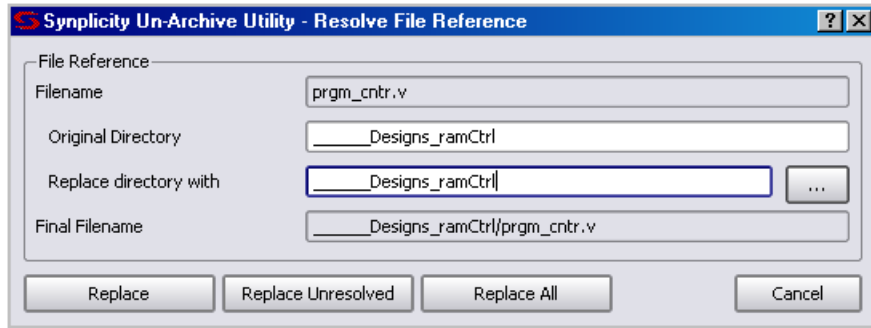 Synplicity Un-Archive Utility - Resolve File Reference
File Reference
Filename prgm_cntr.v
Original Directory ______Designs_ramCtrl
Replace directory with ______Designs_ramCtrl ...
Final Filename ______Designs_ramCtrl/prgm_cntr.v
Replace Replace Unresolved Replace All Cancel